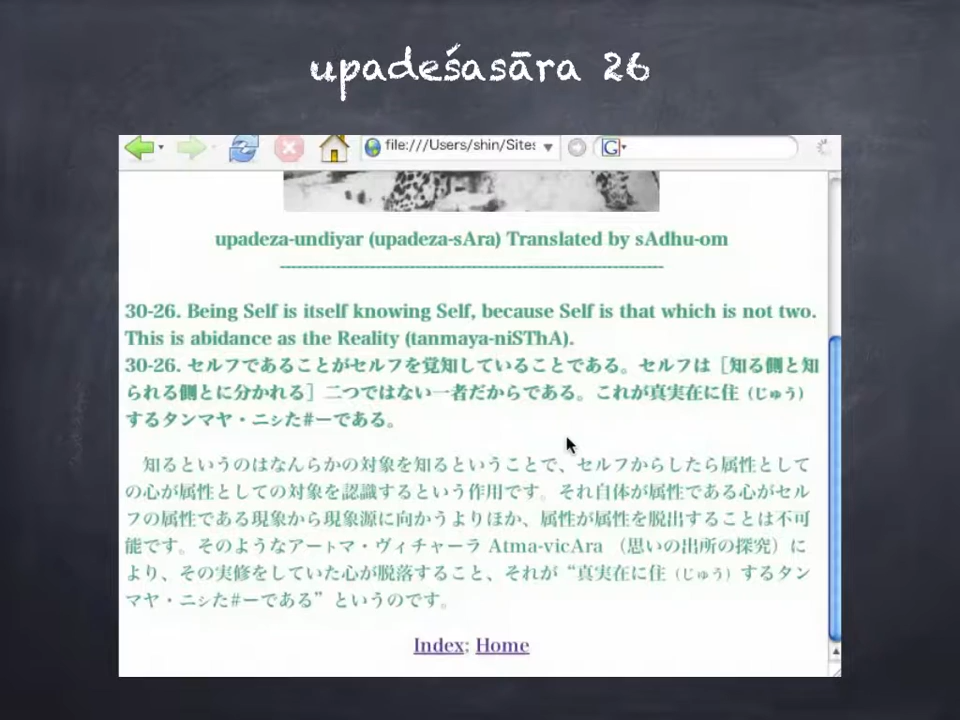 upadeśasāra 26
file:///Users/shin/Sites
G
upadeza-undiyar (upadeza-sAra) Translated by sAdhu-om
--------------------------------------------------------------------
30-26. Being Self is itself knowing Self, because Self is that which is not two.
This is abidance as the Reality (tanmaya-niSThA).
30-26. セルフであることがセルフを覚知していることである。セルフは［知る側と知
られる側とに分かれる］二つではない一者だからである。これが真実在に住（じゅう）
するタンマヤ・ニシた#ーである。
知るというのはなんらかの対象を知るということで、セルフからしたら属性として
の心が属性としての対象を認識するという作用です。それ自体が属性である心がセル
フの属性である現象から現象源に向かうよりほか、属性が属性を脱出することは不可
能です。そのようなアートマ・ヴィチャーラ Atma-vicAra （思いの出所の探究）に
より、その実修をしていた心が脱落すること、それが“真実在に住（じゅう）するタン
マヤ・ニシた#ーである”というのです。
Index; Home